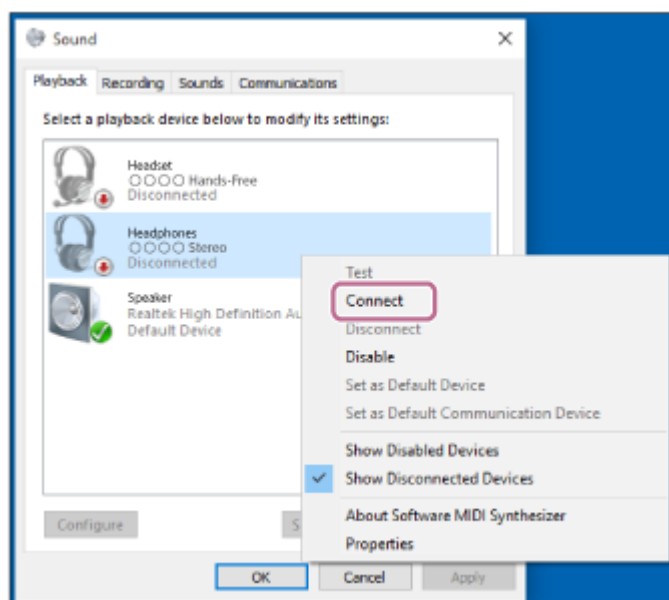 Sound
Playback Recording Sounds Communications
Select a playback device below to modify its settings:
Headset
○○○○ Hands-Free
Disconnected
Headphones
○○○○ Stereo
Disconnected
Speaker
Realtek High Definition Au
Default Device
Test
Connect
Disconnect
Disable
Set as Default Device
Set as Default Communication Device
Show Disabled Devices
Show Disconnected Devices
About Software MIDI Synthesizer
Properties
Configure S
OK Cancel Apply